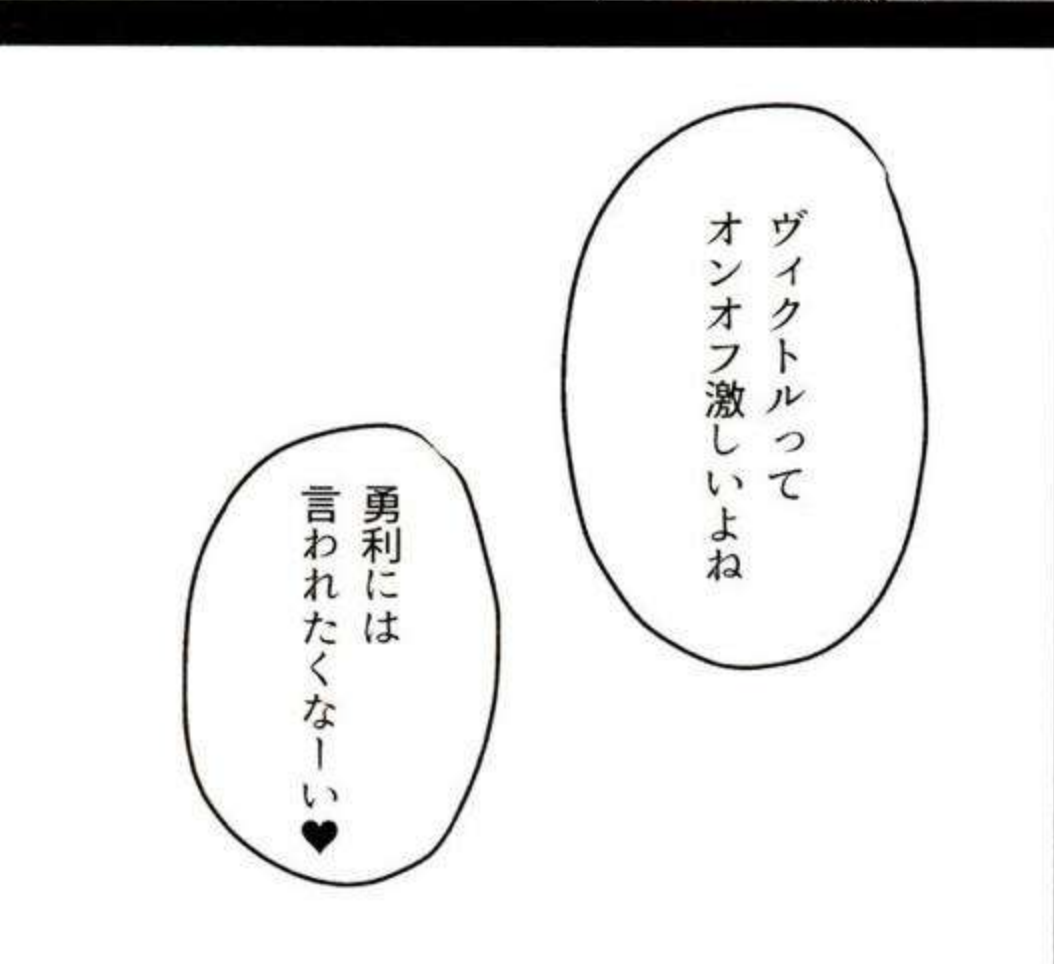 ヴィクトルって
オンオフ激しいよね
勇利には
言われたくなーい♥